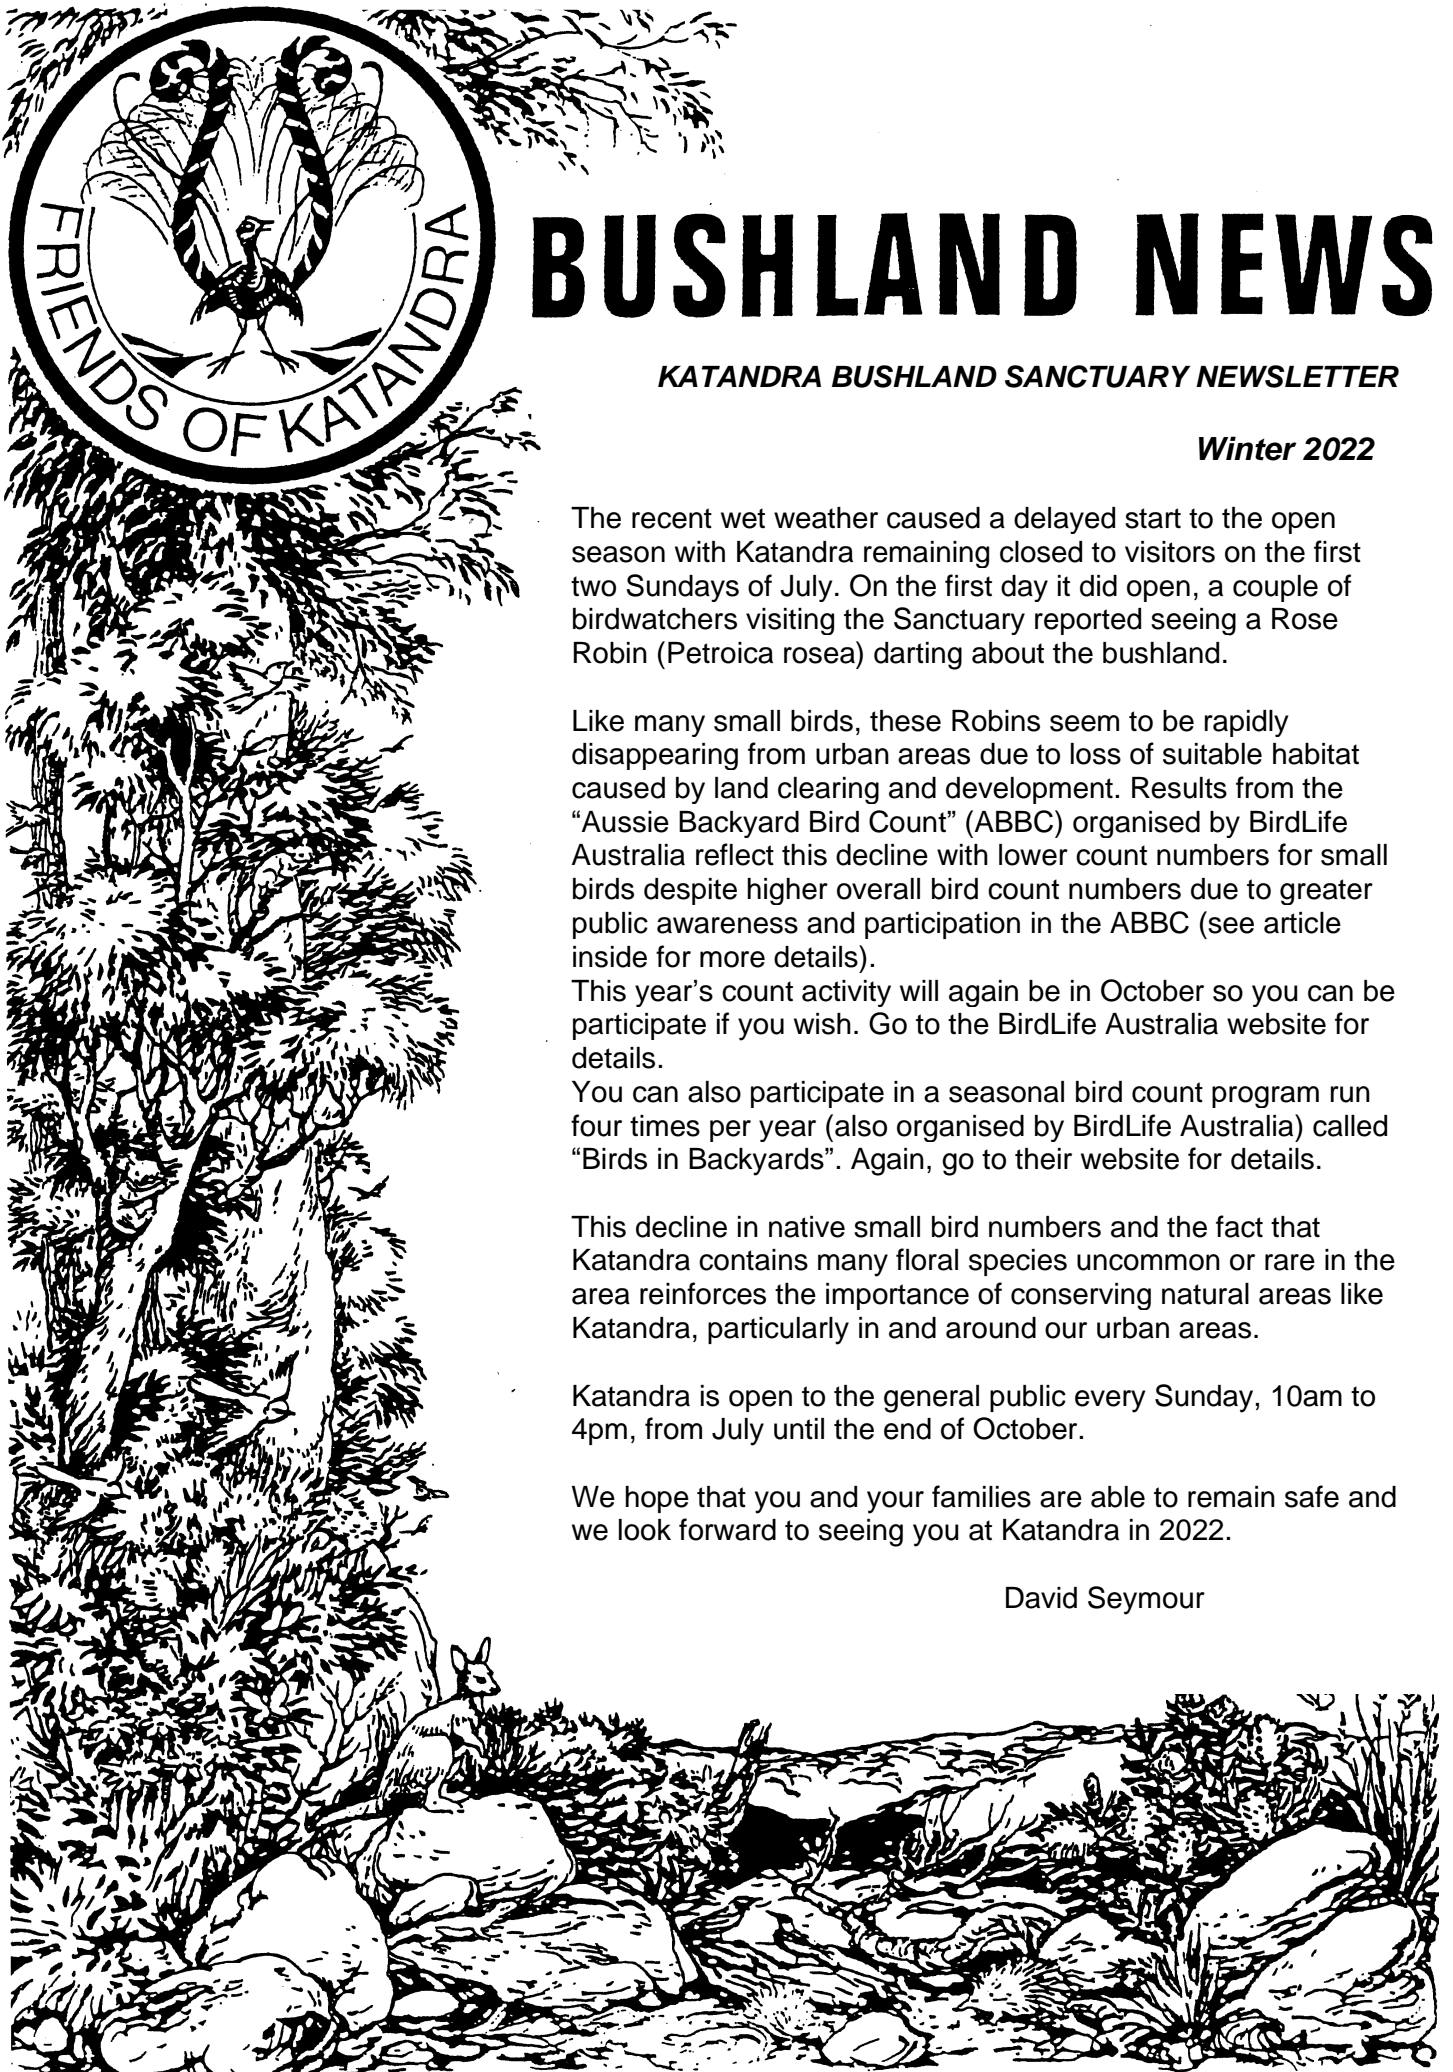 FRIENDS OF KATANDRA
BUSHLAND NEWS
KATANDRA BUSHLAND SANCTUARY NEWSLETTER
Winter 2022
The recent wet weather caused a delayed start to the open
season with Katandra remaining closed to visitors on the first
two Sundays of July. On the first day it did open, a couple of
birdwatchers visiting the Sanctuary reported seeing a Rose
Robin (Petroica rosea) darting about the bushland.
Like many small birds, these Robins seem to be rapidly
disappearing from urban areas due to loss of suitable habitat
caused by land clearing and development. Results from the
“Aussie Backyard Bird Count” (ABBC) organised by BirdLife
Australia reflect this decline with lower count numbers for small
birds despite higher overall bird count numbers due to greater
public awareness and participation in the ABBC (see article
inside for more details).
This year’s count activity will again be in October so you can be
participate if you wish. Go to the BirdLife Australia website for
details.
You can also participate in a seasonal bird count program run
four times per year (also organised by BirdLife Australia) called
“Birds in Backyards”. Again, go to their website for details.
This decline in native small bird numbers and the fact that
Katandra contains many floral species uncommon or rare in the
area reinforces the importance of conserving natural areas like
Katandra, particularly in and around our urban areas.
Katandra is open to the general public every Sunday, 10am to
4pm, from July until the end of October.
We hope that you and your families are able to remain safe and
we look forward to seeing you at Katandra in 2022.
David Seymour